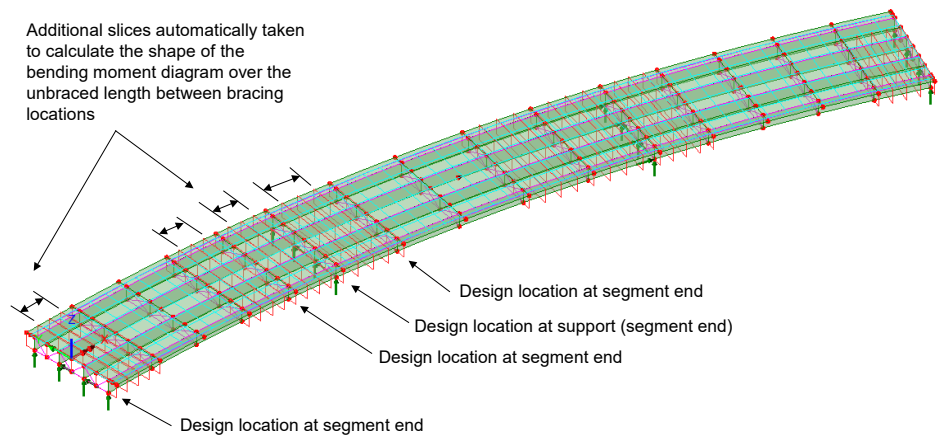 Additional slices automatically taken
to calculate the shape of the
bending moment diagram over the
unbraced length between bracing
locations
Design location at segment end
Design location at support (segment end)
Design location at segment end
Z
X
Design location at segment end